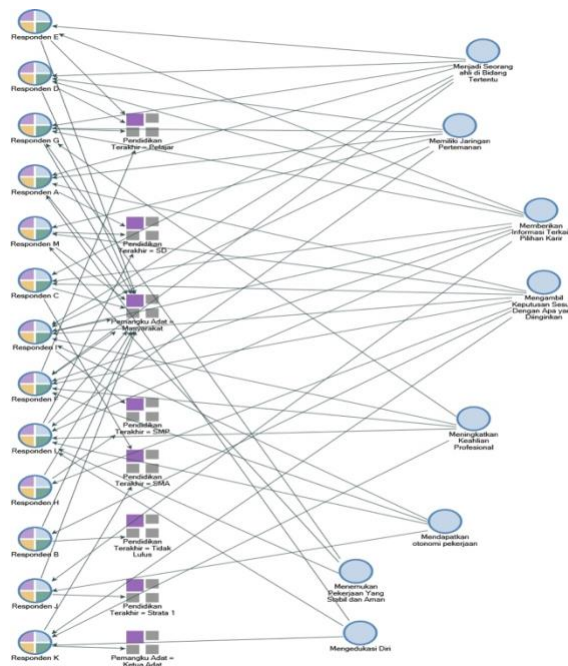 Responden E
Responden D
Responden G
Responden A
Responden M
Responden C
Responden I
Responden F
Responden L
Responden H
Responden B
Responden J
Responden K
Pendidikan
Terakhir = Pelajar
Pendidikan
Terakhir = SD
Pemangku Adat =
Masyarakat
Pendidikan
Terakhir = SMP
Pendidikan
Terakhir = SMA
Pendidikan
Terakhir = Tidak
Lulus
Pendidikan
Terakhir = Strata 1
Pemangku Adat =
Ketua Adat
Menjadi Seorang
ahli di Bidang
Tertentu
Memiliki Jaringan
Pertemanan
Memberikan
Informasi Terkait
Pilihan Karir
Mengambil
Keputusan Sesu
Dengan Apa yan
Diinginkan
Meningkatkan
Keahlian
Profesional
Mendapatkan
otonomi pekerjaan
Menemukan
Pekerjaan Yang
Stabil dan Aman
Mengedukasi Diri